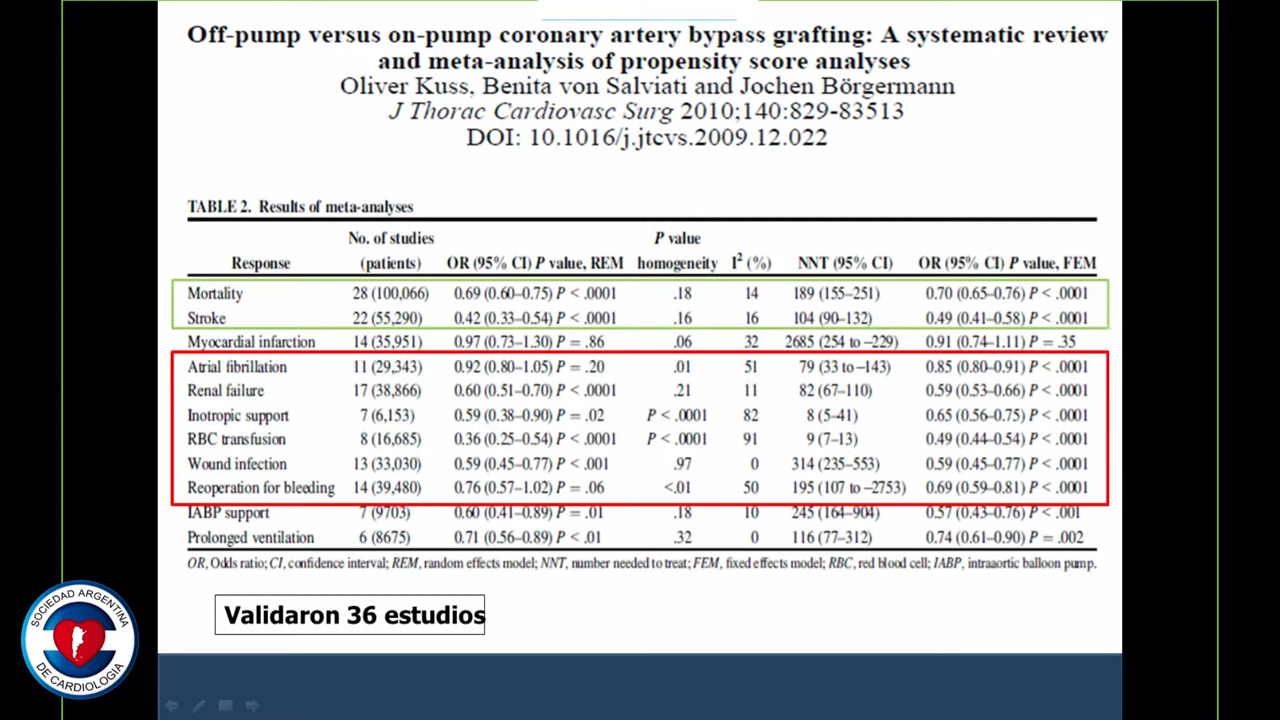 Off-pump versus on-pump coronary artery bypass grafting: A systematic review
and meta-analysis of propensity score analyses
Oliver Kuss, Benita von Salviati and Jochen Börgermann
J Thorac Cardiovasc Surg 2010;140:829-83513
DOI: 10.1016/j.jtcvs.2009.12.022
TABLE 2. Results of meta-analyses
No. of studies P value
Response (patients) OR (95% CI) P value, REM homogeneity I² (%) NNT (95% CI) OR (95% CI) P value, FEM
Mortality 28 (100,066) 0.69 (0.60–0.75) P < .0001 .18 14 189 (155–251) 0.70 (0.65–0.76) P < .0001
Stroke 22 (55,290) 0.42 (0.33–0.54) P < .0001 .16 16 104 (90–132) 0.49 (0.41–0.58) P < .0001
Myocardial infarction 14 (35,951) 0.97 (0.73–1.30) P = .86 .06 32 2685 (254 to –229) 0.91 (0.74–1.11) P = .35
Atrial fibrillation 11 (29,343) 0.92 (0.80–1.05) P = .20 .01 51 79 (33 to –143) 0.85 (0.80–0.91) P < .0001
Renal failure 17 (38,866) 0.60 (0.51–0.70) P < .0001 .21 11 82 (67–110) 0.59 (0.53–0.66) P < .0001
Inotropic support 7 (6,153) 0.59 (0.38–0.90) P = .02 P < .0001 82 8 (5–41) 0.65 (0.56–0.75) P < .0001
RBC transfusion 8 (16,685) 0.36 (0.25–0.54) P < .0001 P < .0001 91 9 (7–13) 0.49 (0.44–0.54) P < .0001
Wound infection 13 (33,030) 0.59 (0.45–0.77) P < .001 .97 0 314 (235–553) 0.59 (0.45–0.77) P < .0001
Reoperation for bleeding 14 (39,480) 0.76 (0.57–1.02) P = .06 <.01 50 195 (107 to –2753) 0.69 (0.59–0.81) P < .0001
IABP support 7 (9703) 0.60 (0.41–0.89) P = .01 .18 10 245 (164–904) 0.57 (0.43–0.76) P < .001
Prolonged ventilation 6 (8675) 0.71 (0.56–0.89) P < .01 .32 0 116 (77–312) 0.74 (0.61–0.90) P = .002
OR, Odds ratio; CI, confidence interval; REM, random effects model; NNT, number needed to treat; FEM, fixed effects model; RBC, red blood cell; IABP, intraaortic balloon pump.
Validaron 36 estudios
SOCIEDAD ARGENTINA
DE CARDIOLOGIA